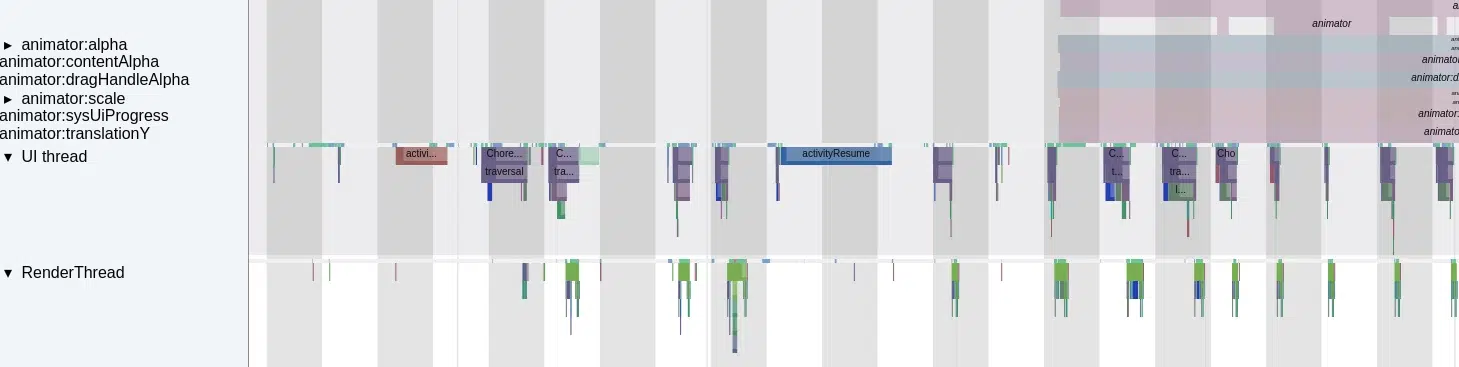 animator
► animator:alpha
animator:contentAlpha
animator
► animator:scale
animator:dragHandleAlpha
animator:d
animator:sysUiProgress
animator:
animator:translationY
animato
▼ UI thread
activi...
Chore...
C...
activityResume
C...
C...
Cho
traversal
tra...
t...
tra...
l...
▼ RenderThread